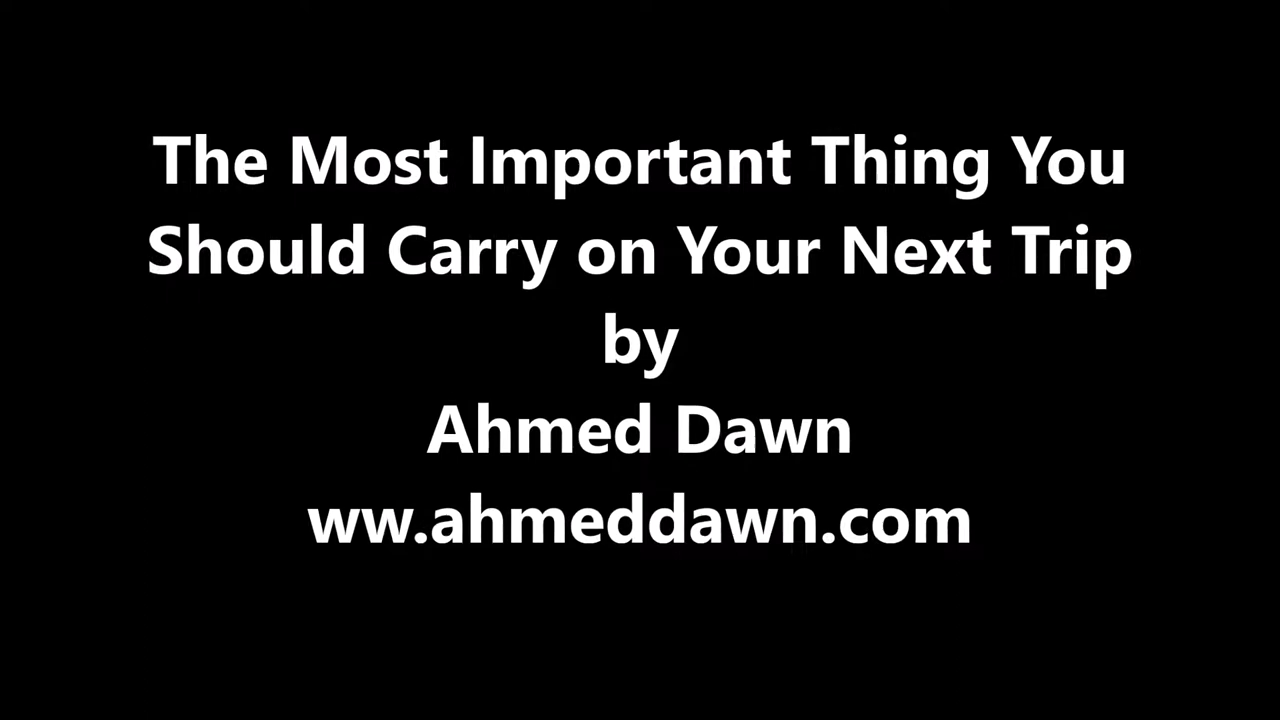 The Most Important Thing You
Should Carry on Your Next Trip
by
Ahmed Dawn
ww.ahmeddawn.com